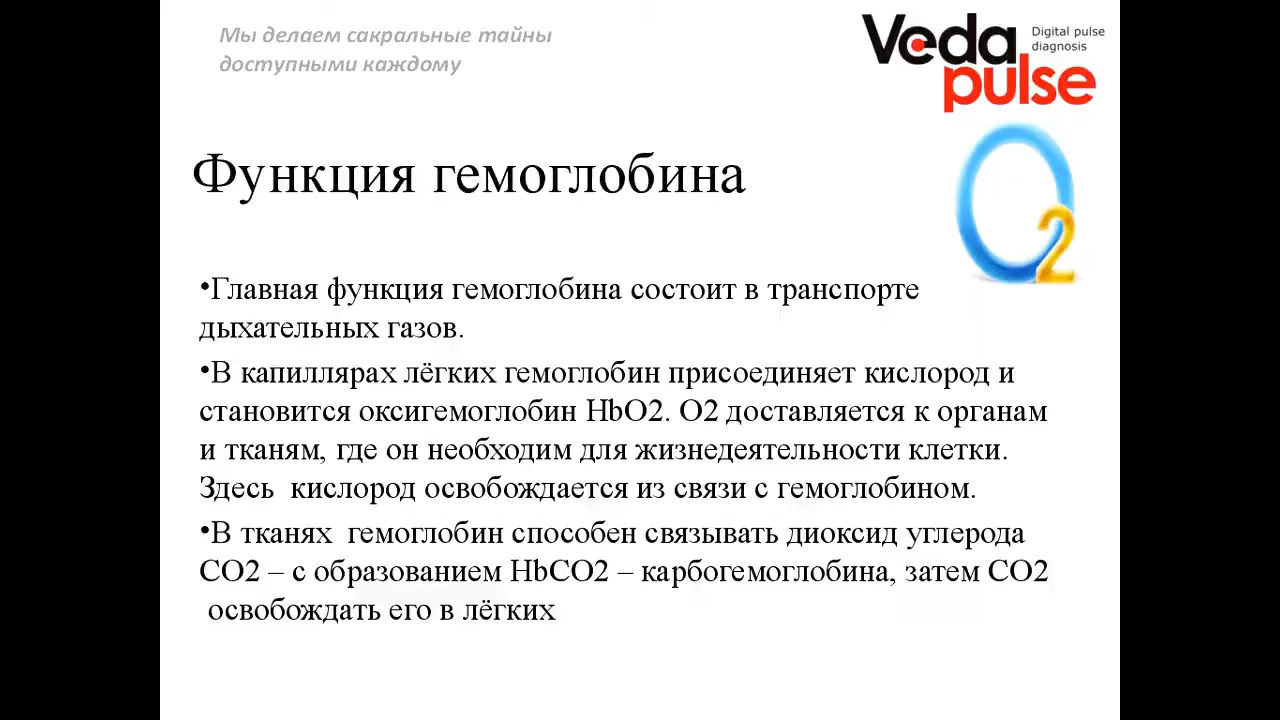 Мы делаем сакральные тайны
доступными каждому
Veda
pulse
Digital pulse
diagnosis
O2
Функция гемоглобина
•Главная функция гемоглобина состоит в транспорте
дыхательных газов.
•В капиллярах лёгких гемоглобин присоединяет кислород и
становится оксигемоглобин HbO2. O2 доставляется к органам
и тканям, где он необходим для жизнедеятельности клетки.
Здесь  кислород освобождается из связи с гемоглобином.
•В тканях  гемоглобин способен связывать диоксид углерода
СО2 – с образованием HbCO2 – карбогемоглобина, затем СО2
освобождать его в лёгких